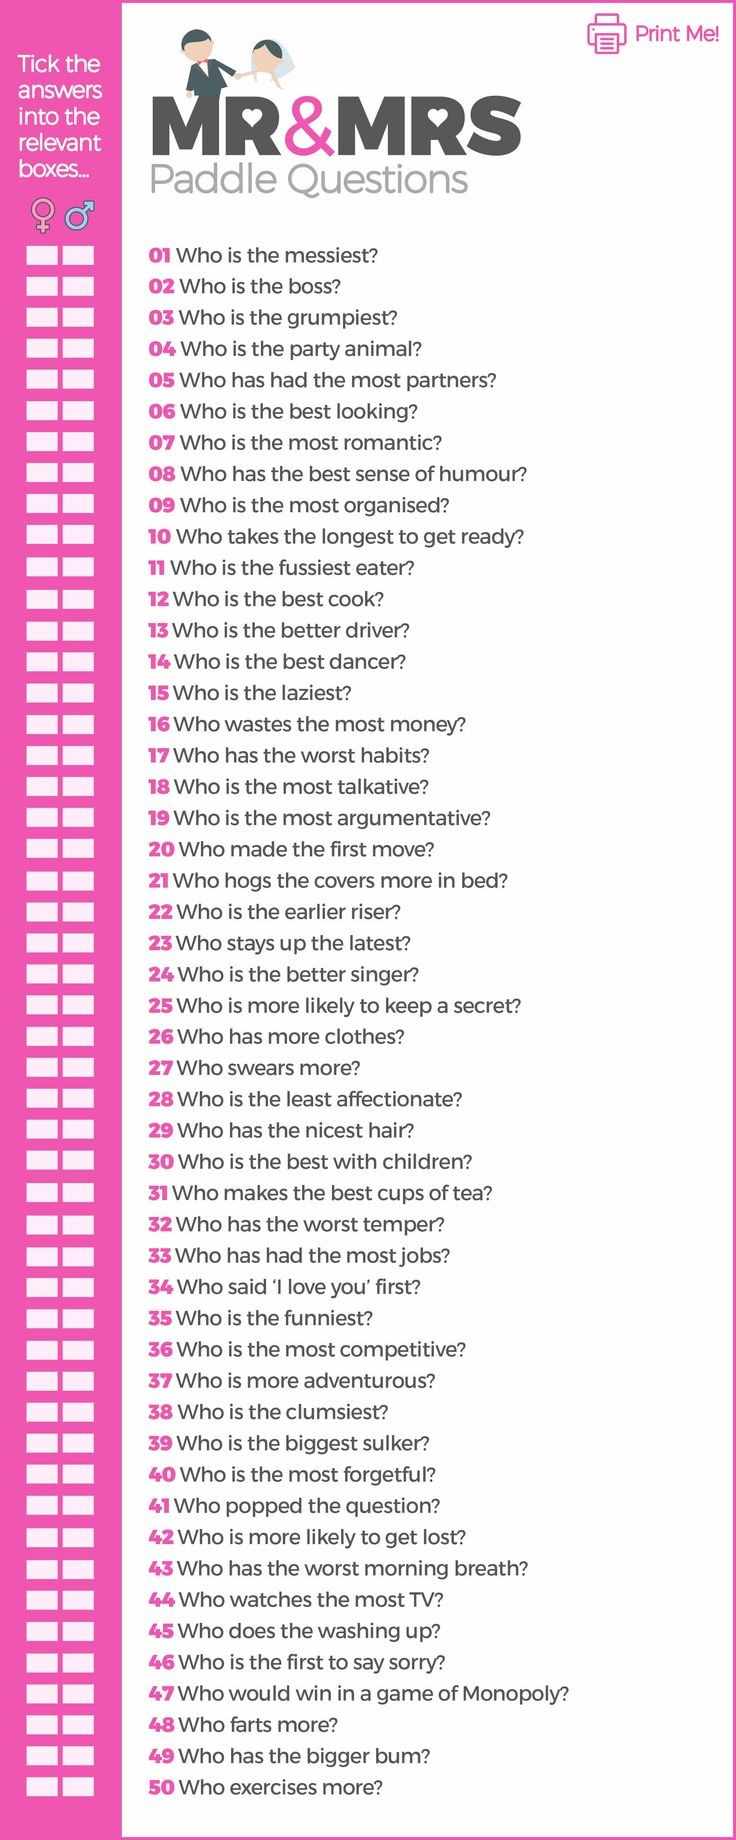 Print Me!
Tick the
answers
into the
relevant
boxes...
MR&MRS
Paddle Questions
01 Who is the messiest?
02 Who is the boss?
03 Who is the grumpiest?
04 Who is the party animal?
05 Who has had the most partners?
06 Who is the best looking?
07 Who is the most romantic?
08 Who has the best sense of humour?
09 Who is the most organised?
10 Who takes the longest to get ready?
11 Who is the fussiest eater?
12 Who is the best cook?
13 Who is the better driver?
14 Who is the best dancer?
15 Who is the laziest?
16 Who wastes the most money?
17 Who has the worst habits?
18 Who is the most talkative?
19 Who is the most argumentative?
20 Who made the first move?
21 Who hogs the covers more in bed?
22 Who is the earlier riser?
23 Who stays up the latest?
24 Who is the better singer?
25 Who is more likely to keep a secret?
26 Who has more clothes?
27 Who swears more?
28 Who is the least affectionate?
29 Who has the nicest hair?
30 Who is the best with children?
31 Who makes the best cups of tea?
32 Who has the worst temper?
33 Who has had the most jobs?
34 Who said ‘I love you’ first?
35 Who is the funniest?
36 Who is the most competitive?
37 Who is more adventurous?
38 Who is the clumsiest?
39 Who is the biggest sulker?
40 Who is the most forgetful?
41 Who popped the question?
42 Who is more likely to get lost?
43 Who has the worst morning breath?
44 Who watches the most TV?
45 Who does the washing up?
46 Who is the first to say sorry?
47 Who would win in a game of Monopoly?
48 Who farts more?
49 Who has the bigger bum?
50 Who exercises more?